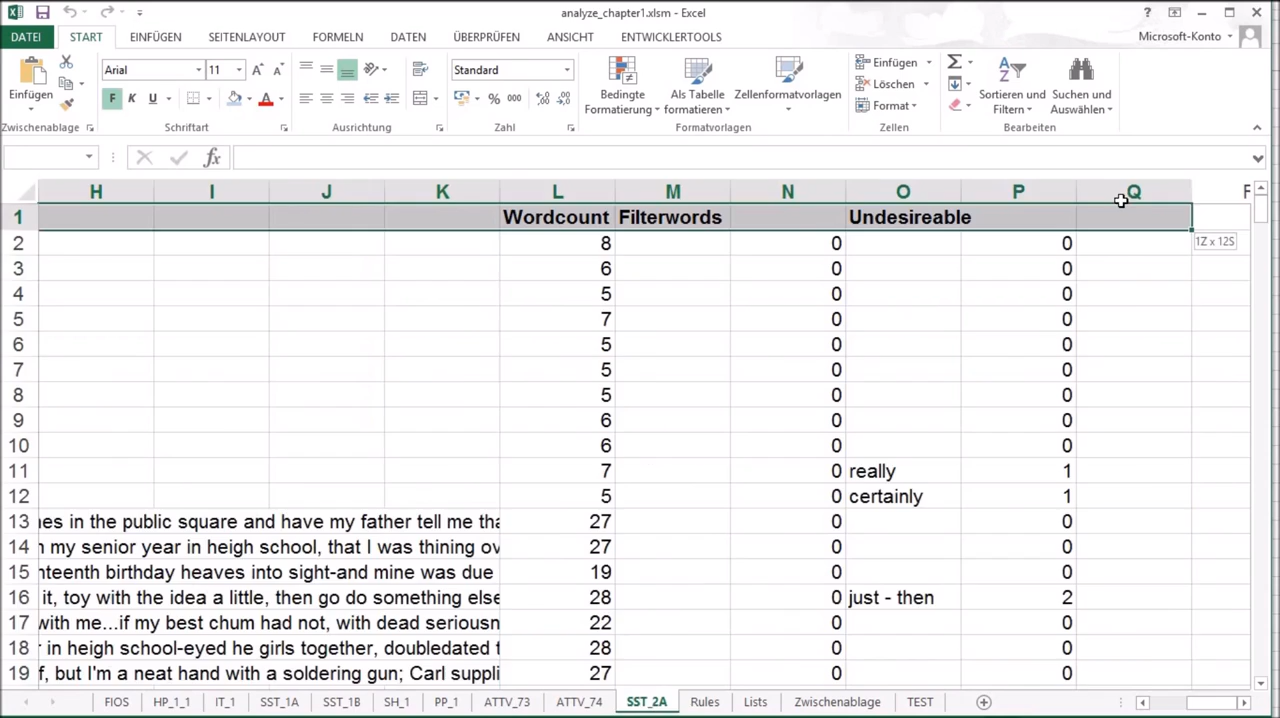 analyze_chapter1.xlsm - Excel
DATEI START EINFÜGEN SEITENLAYOUT FORMELN DATEN ÜBERPRÜFEN ANSICHT ENTWICKLERTOOLS Microsoft-Konto
Einfügen
Arial 11
F K U
Standard
% 000
Bedingte Formatierung
Als Tabelle formatieren
Zellenformatvorlagen
Einfügen
Löschen
Format
Sortieren und Filtern
Suchen und Auswählen
Zwischenablage Schriftart Ausrichtung Zahl Formatvorlagen Zellen Bearbeiten
fx
H I J K L M N O P Q
1 Wordcount Filterwords Undesireable
2 8 0 0
1Z x 12S
3 6 0 0
4 5 0 0
5 7 0 0
6 5 0 0
7 5 0 0
8 5 0 0
9 6 0 0
10 6 0 0
11 7 0 really 1
12 5 0 certainly 1
13 nes in the public square and have my father tell me tha 27 0 0
14 n my senior year in heigh school, that I was thining ov 27 0 0
15 nteenth birthday heaves into sight-and mine was due 19 0 0
16 it, toy with the idea a little, then go do something else 28 0 just - then 2
17 with me...if my best chum had not, with dead seriousn 22 0 0
18 r in heigh school-eyed he girls together, doubledated t 28 0 0
19 f, but I'm a neat hand with a soldering gun; Carl suppli 27 0 0
FIOS HP_1_1 IT_1 SST_1A SST_1B SH_1 PP_1 ATTV_73 ATTV_74 SST_2A Rules Lists Zwischenablage TEST